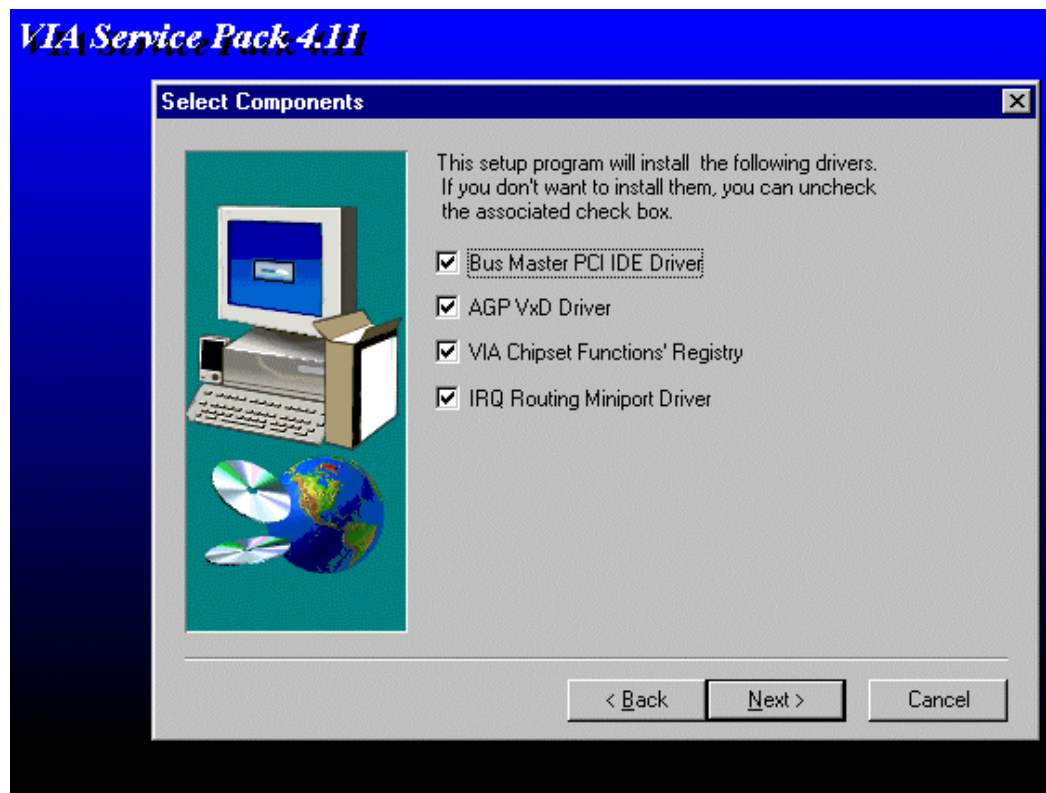 VIA Service Pack 4.11
Select Components
This setup program will install the following drivers.
If you don't want to install them, you can uncheck
the associated check box.
Bus Master PCI IDE Driver
AGP VxD Driver
VIA Chipset Functions' Registry
IRQ Routing Miniport Driver
< Back Next > Cancel